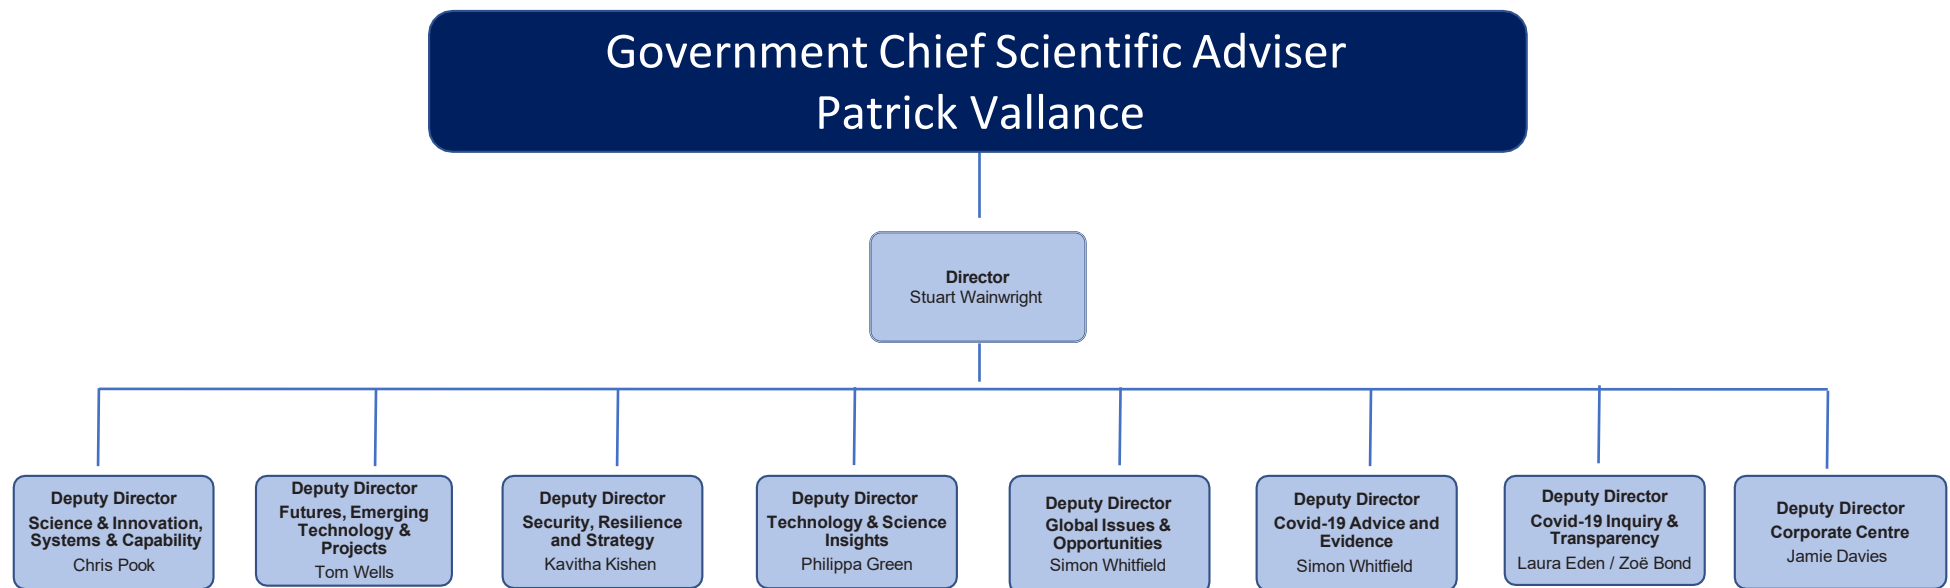 Government Chief Scientific Adviser
Patrick Vallance
Director
Stuart Wainwright
Deputy Director
Science & Innovation,
Systems & Capability
Chris Pook
Deputy Director
Futures, Emerging
Technology &
Projects
Tom Wells
Deputy Director
Security, Resilience
and Strategy
Kavitha Kishen
Deputy Director
Technology & Science
Insights
Philippa Green
Deputy Director
Global Issues &
Opportunities
Simon Whitfield
Deputy Director
Covid-19 Advice and
Evidence
Simon Whitfield
Deputy Director
Covid-19 Inquiry &
Transparency
Laura Eden / Zoë Bond
Deputy Director
Corporate Centre
Jamie Davies